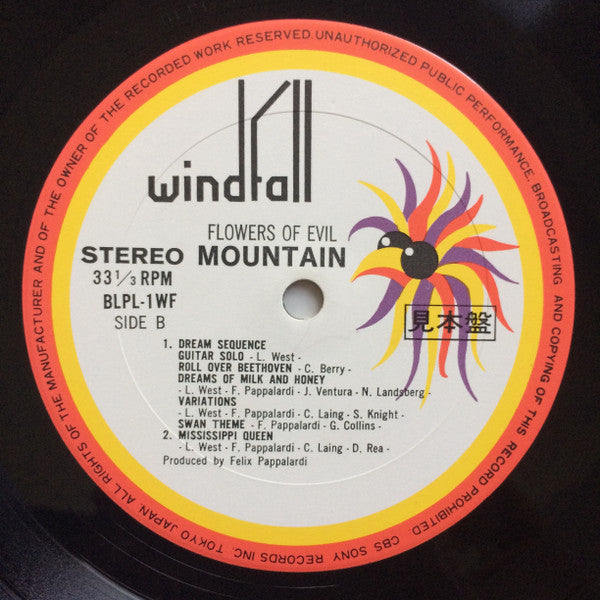 ALL RIGHTS OF THE MANUFACTURER AND OF THE OWNER OF THE RECORDED WORK RESERVED. UNAUTHORIZED PUBLIC PERFORMANCE, BROADCASTING AND COPYING OF THIS RECORD PROHIBITED. CBS SONY RECORDS INC. TOKYO JAPAN.
windfall
FLOWERS OF EVIL
STEREO MOUNTAIN
33 1/3 RPM
BLPL-1WF
SIDE B
見本盤
1. DREAM SEQUENCE
GUITAR SOLO - L. West -
ROLL OVER BEETHOVEN - C. Berry -
DREAMS OF MILK AND HONEY
- L. West - F. Pappalardi - J. Ventura - N. Landsberg -
VARIATIONS
- L. West - F. Pappalardi - C. Laing - S. Knight -
SWAN THEME - F. Pappalardi - G. Collins -
2. MISSISSIPPI QUEEN
- L. West - F. Pappalardi - C. Laing - D. Rea -
Produced by Felix Pappalardi